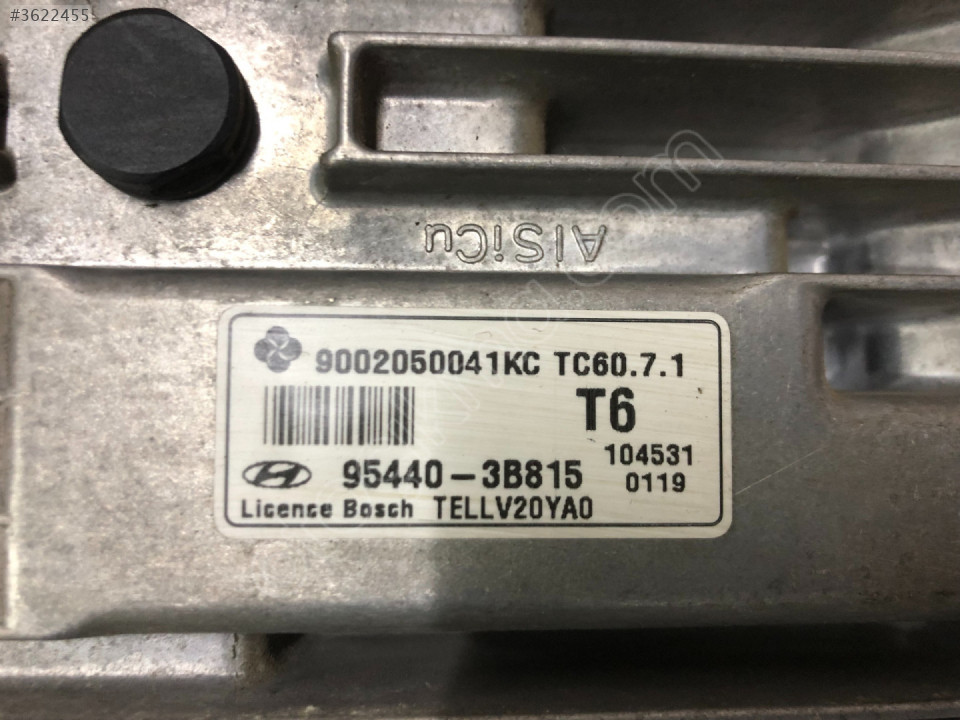 #3622455
AlSiCu
9002050041KC TC60.7.1
T6
104531
95440-3B815
0119
Licence Bosch TELLV20YA0